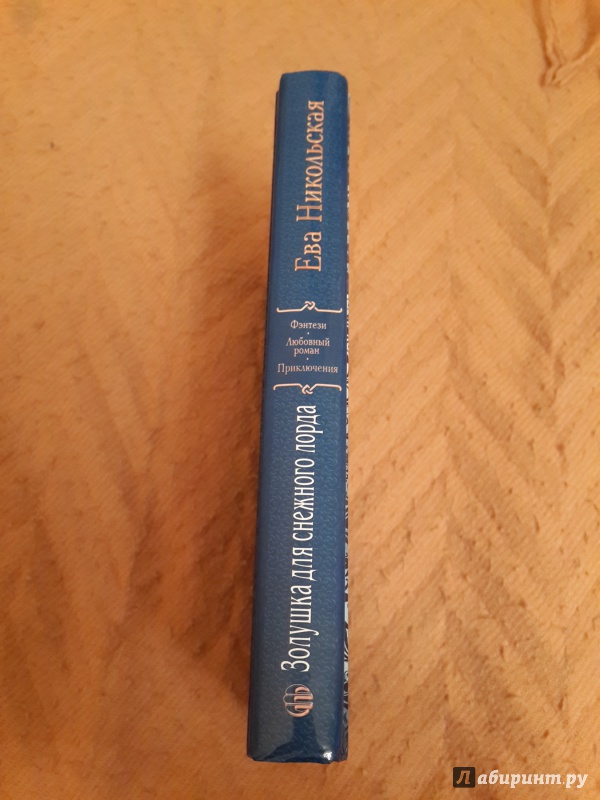 Ева Никольская
Фэнтези
Любовный
роман
Приключения
Золушка для снежного лорда
Лабиринт.ру